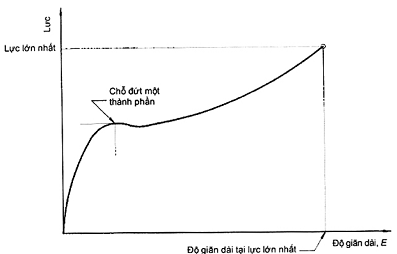 Lực
Lực lớn nhất
Chỗ đứt một
thành phần
Độ giãn dài tại lực lớn nhất
Độ giãn dài, E